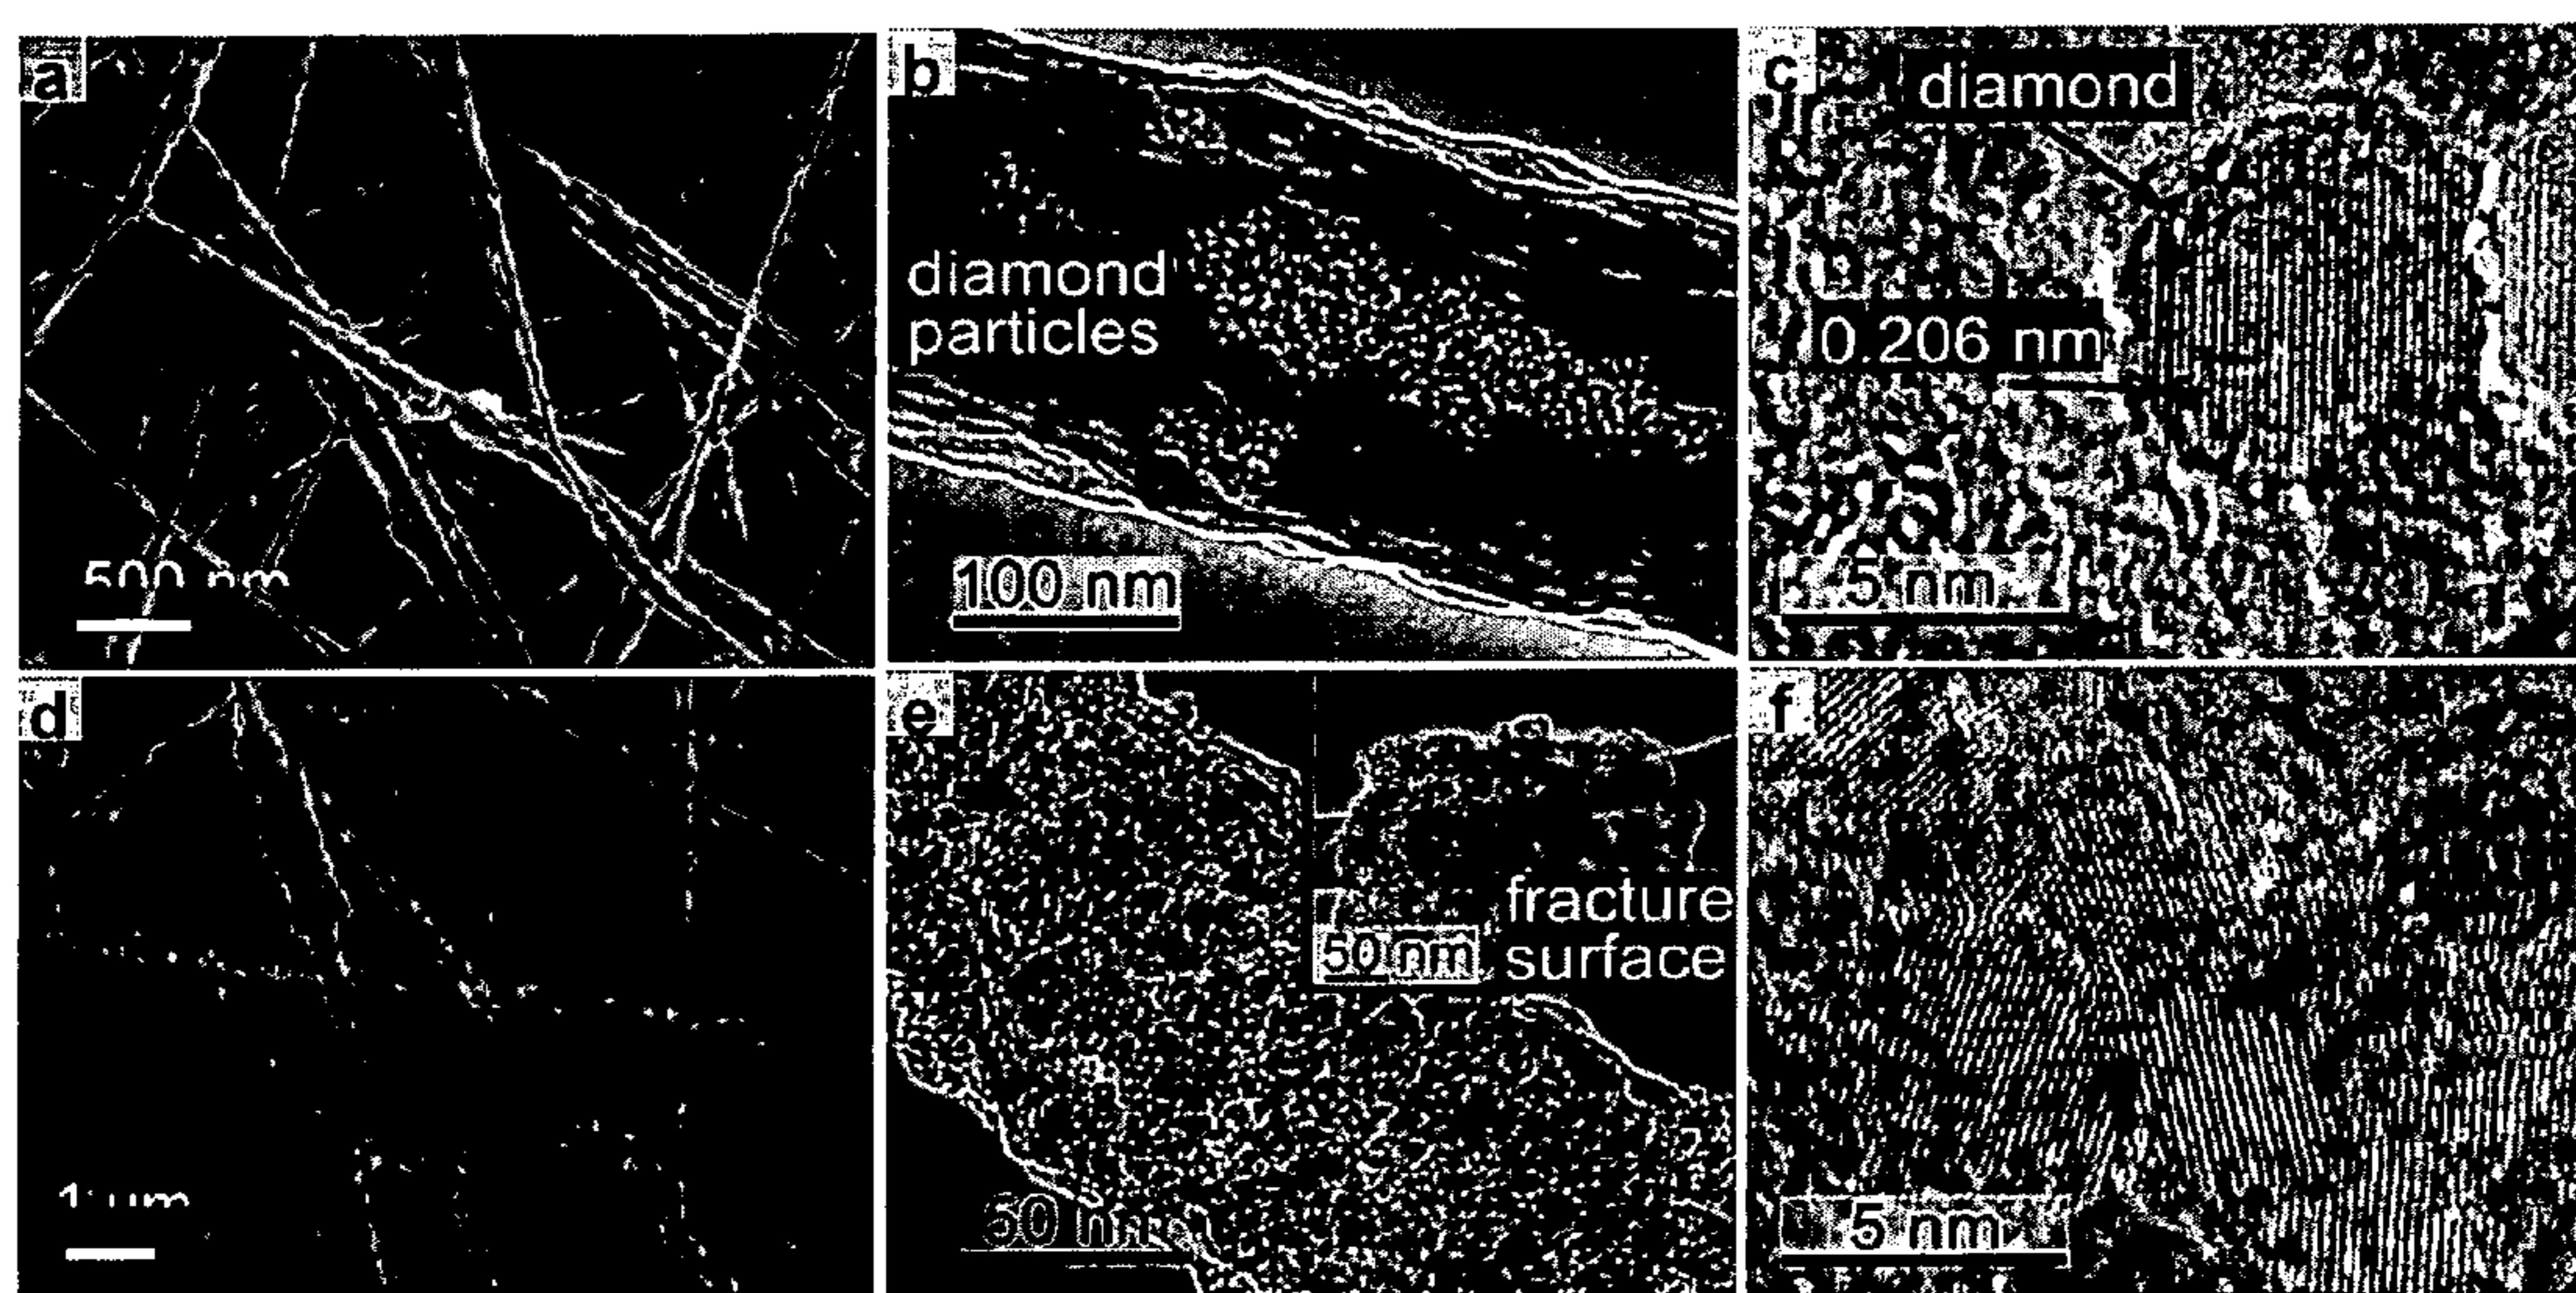 a
500 nm
b
diamond
particles
100 nm
c
diamond
0.206 nm
5 nm
d
1 µm
e
fracture
surface
50 nm
50 nm
f
5 nm